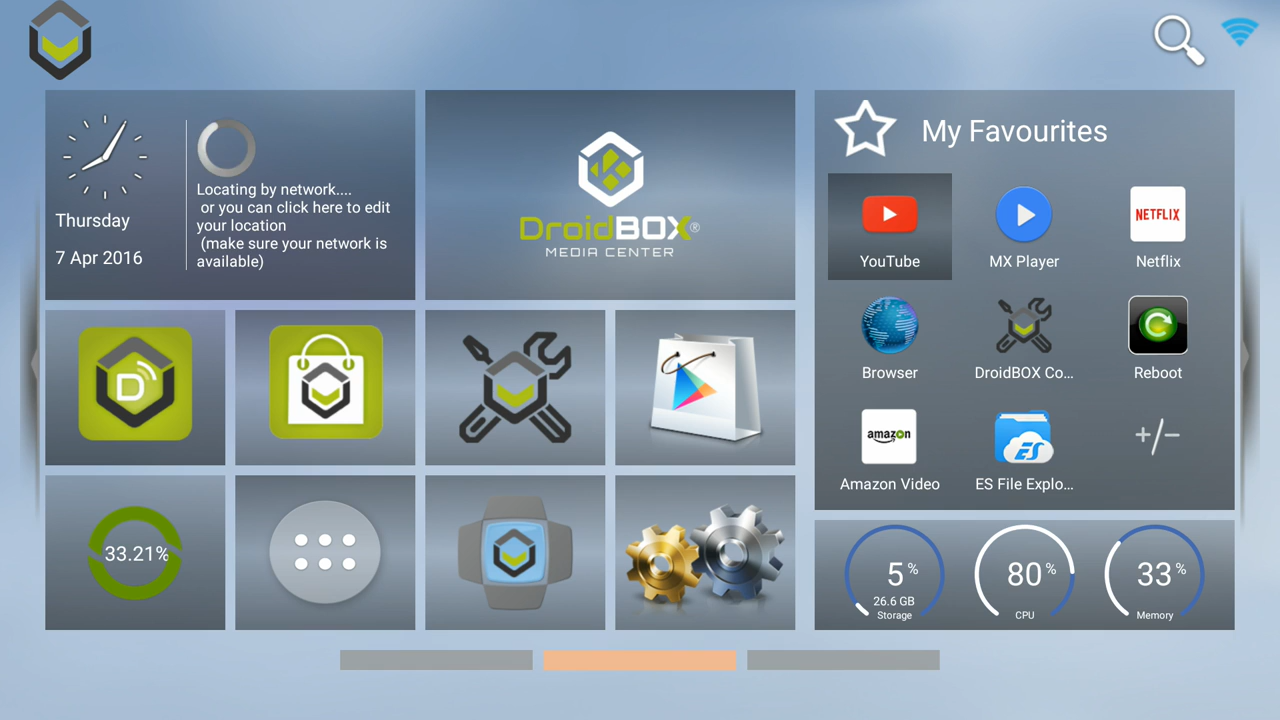 Thursday
7 Apr 2016
Locating by network....
or you can click here to edit
your location
(make sure your network is
available)
DroidBOX®
MEDIA CENTER
My Favourites
YouTube
MX Player
NETFLIX
Netflix
Browser
DroidBOX Co...
Reboot
amazon
Amazon Video
ES
ES File Explo...
+/−
D
33.21%
5%
26.6 GB
Storage
80%
CPU
33%
Memory